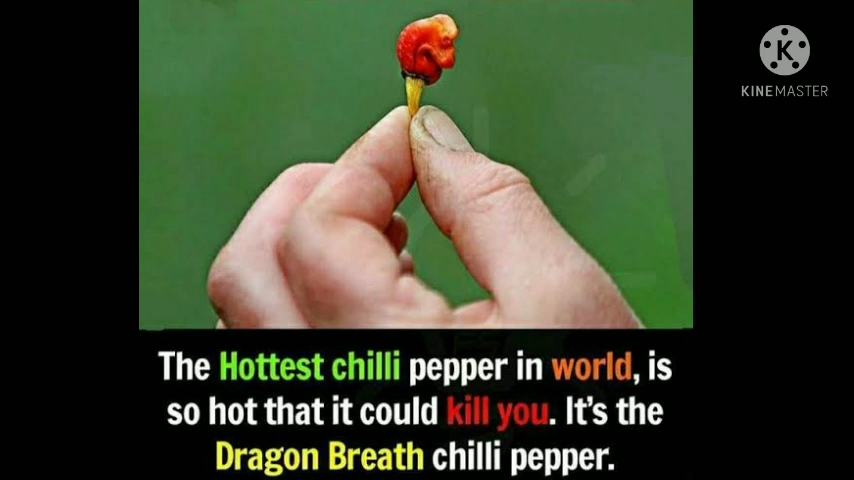 K
KINEMASTER
The Hottest chilli pepper in world, is
so hot that it could kill you. It's the
Dragon Breath chilli pepper.